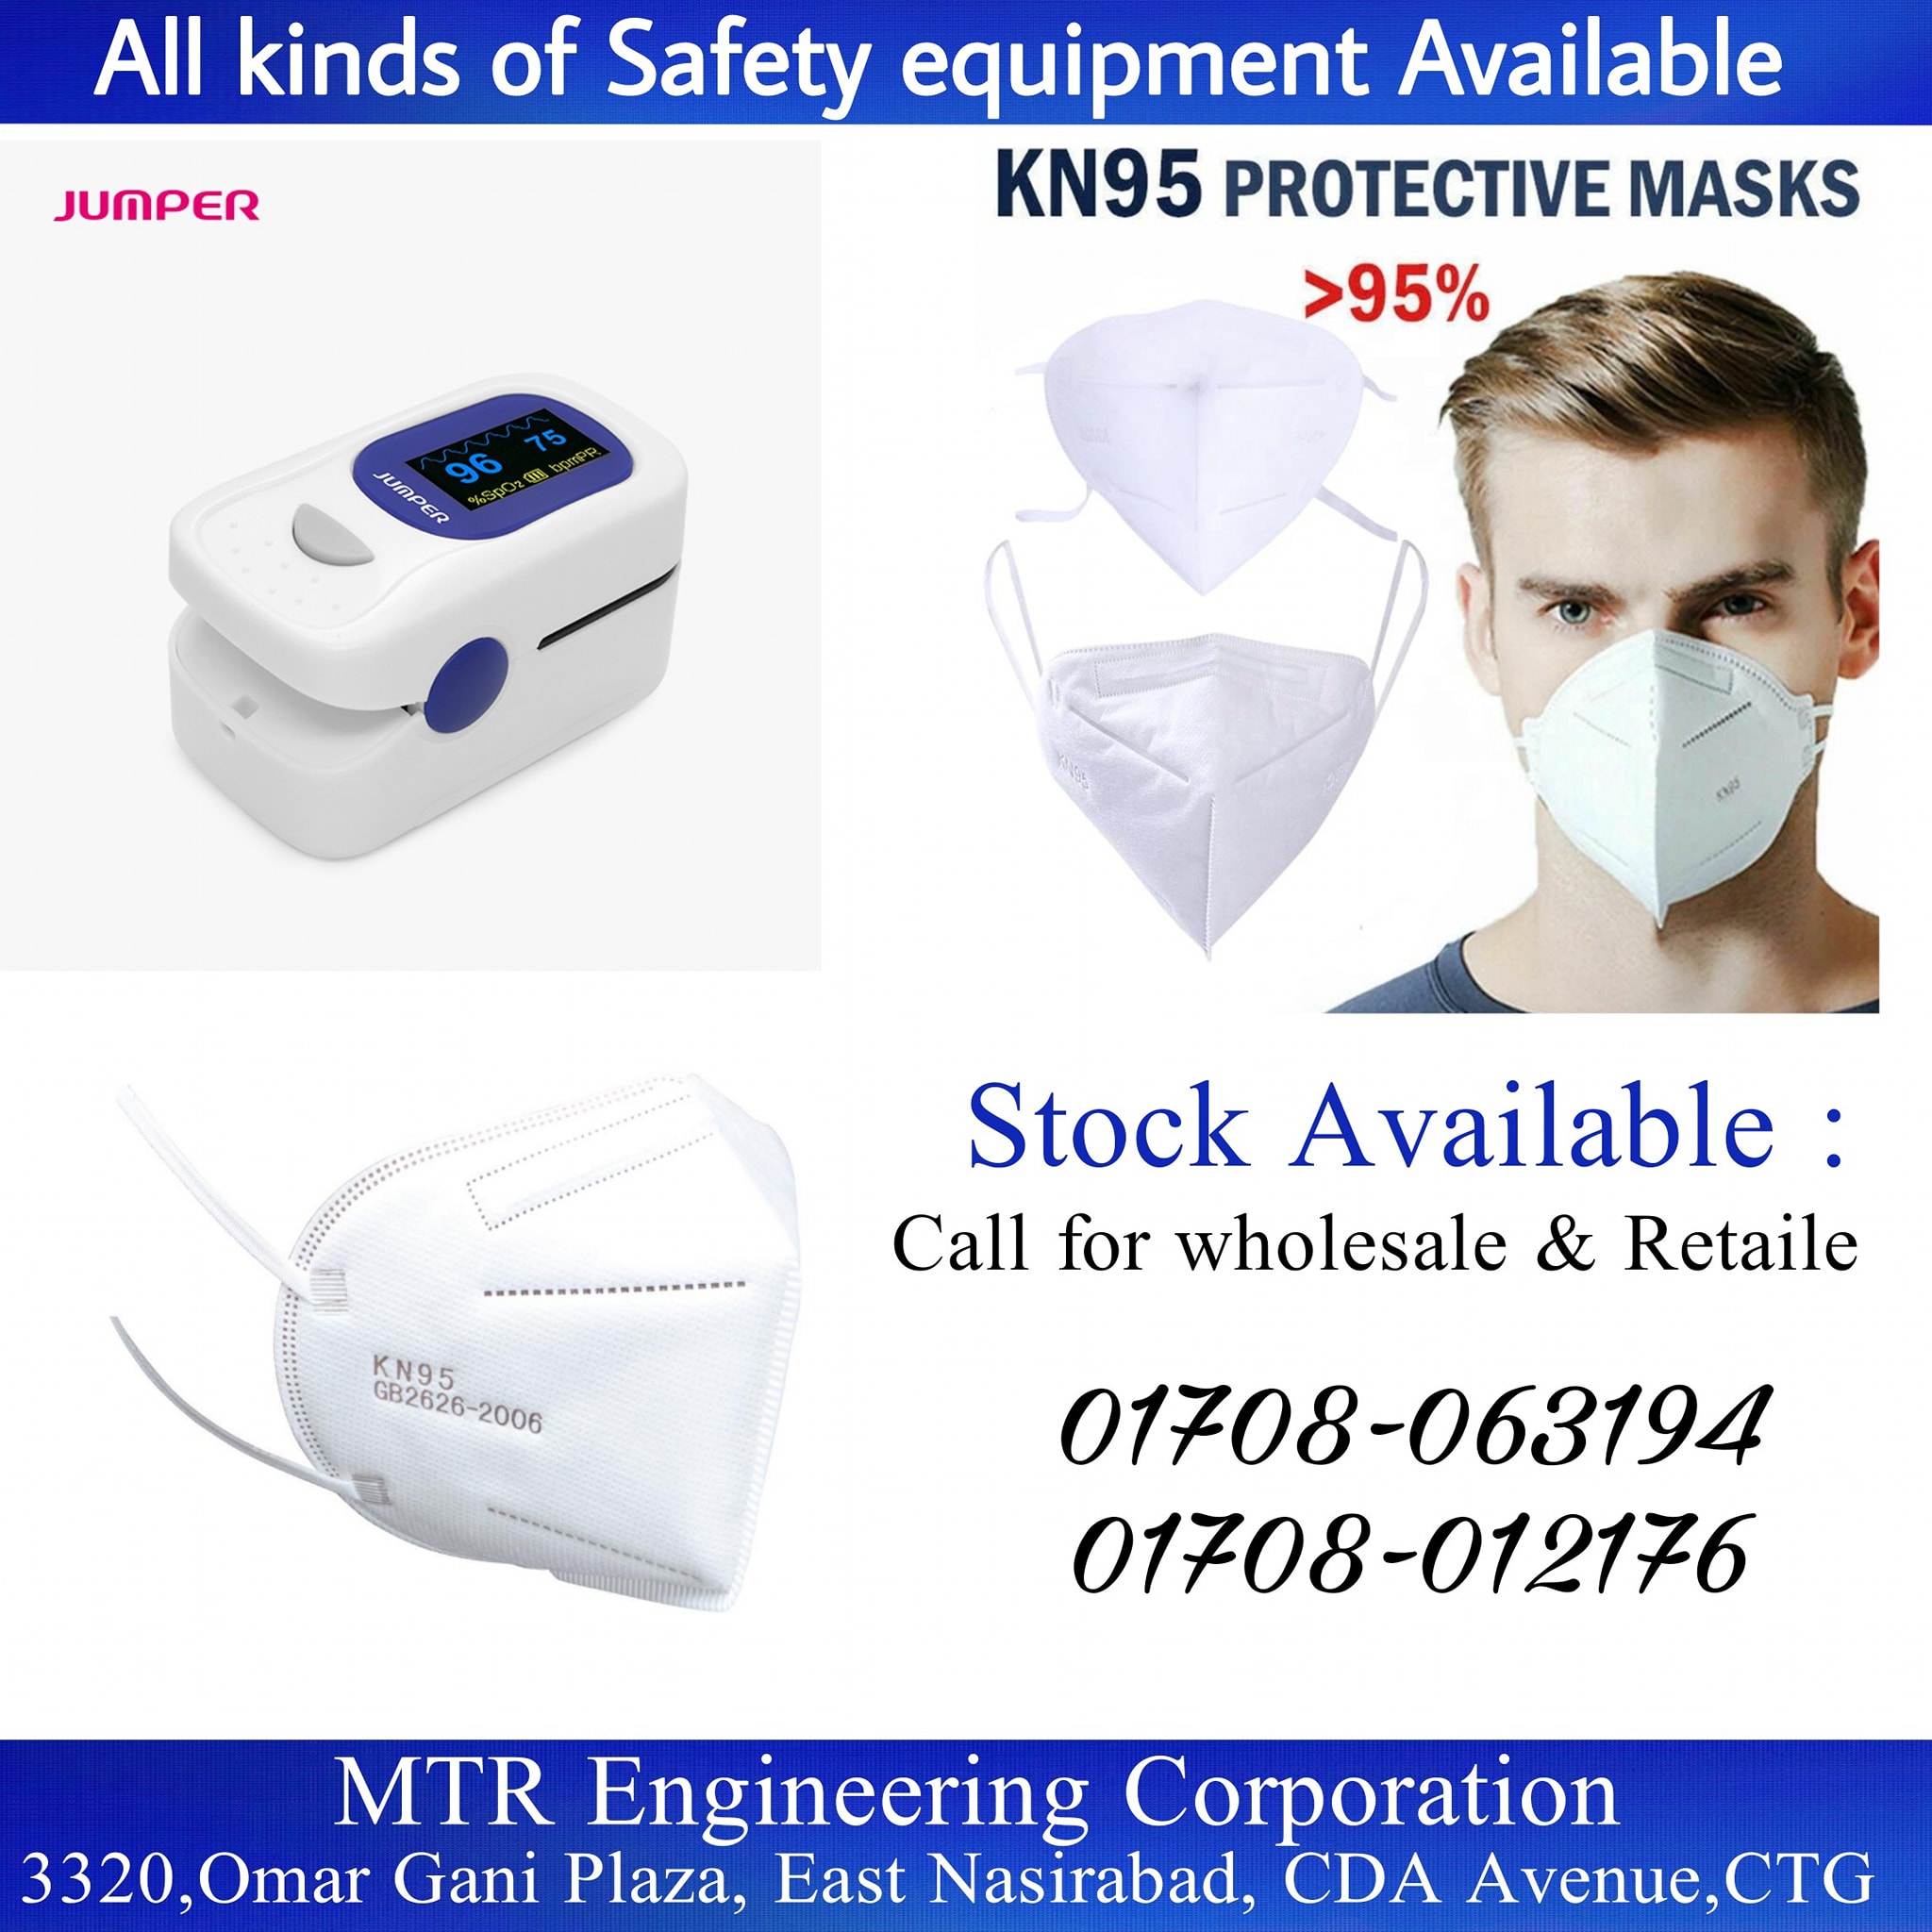 All kinds of Safety equipment Available
JUMPER
96 75
%SpO2 bpmPR
JUMPER
KN95 PROTECTIVE MASKS
>95%
KN95
KN95
Stock Available :
Call for wholesale & Retaile
KN95
GB2626-2006
01708-063194
01708-012176
MTR Engineering Corporation
3320,Omar Gani Plaza, East Nasirabad, CDA Avenue,CTG